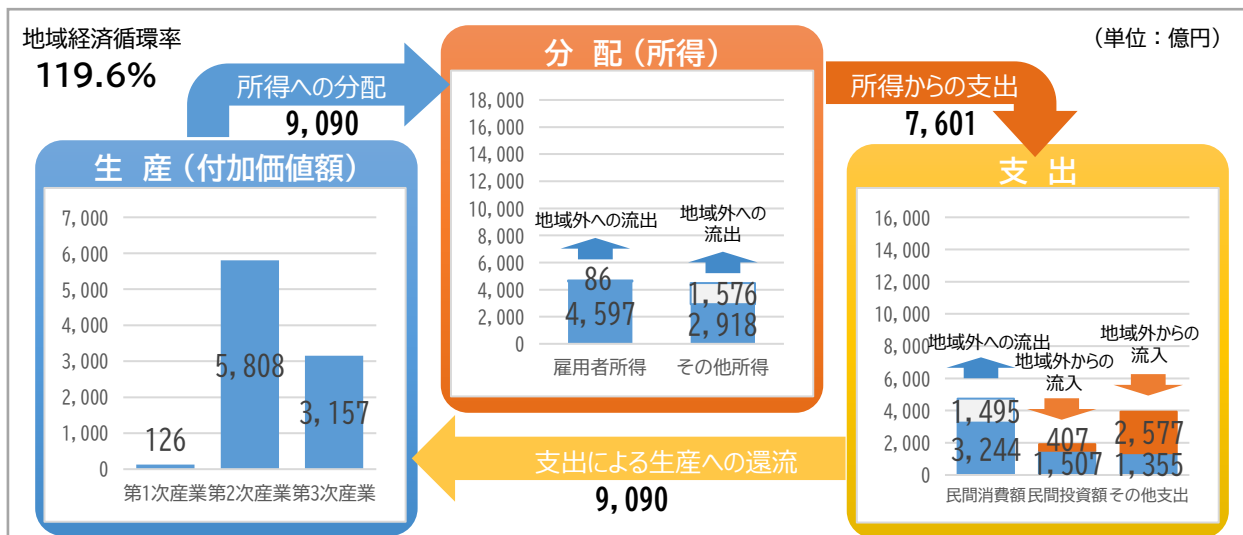 地域経済循環率
119.6%
(単位：億円)
所得への分配
9,090
分 配（所得）
18,000
16,000
14,000
12,000
10,000
8,000
6,000
4,000
2,000
0
地域外への流出
86
4,597
雇用者所得
地域外への
流出
1,576
2,918
その他所得
所得からの支出
7,601
生 産（付加価値額）
7,000
6,000
5,000
4,000
3,000
2,000
1,000
0
126
5,808
3,157
第1次産業
第2次産業
第3次産業
支 出
16,000
14,000
12,000
10,000
8,000
6,000
4,000
2,000
0
地域外への流出
1,495
3,244
民間消費額
地域外からの
流入
407
1,507
民間投資額
地域外からの
流入
2,577
1,355
その他支出
支出による生産への還流
9,090